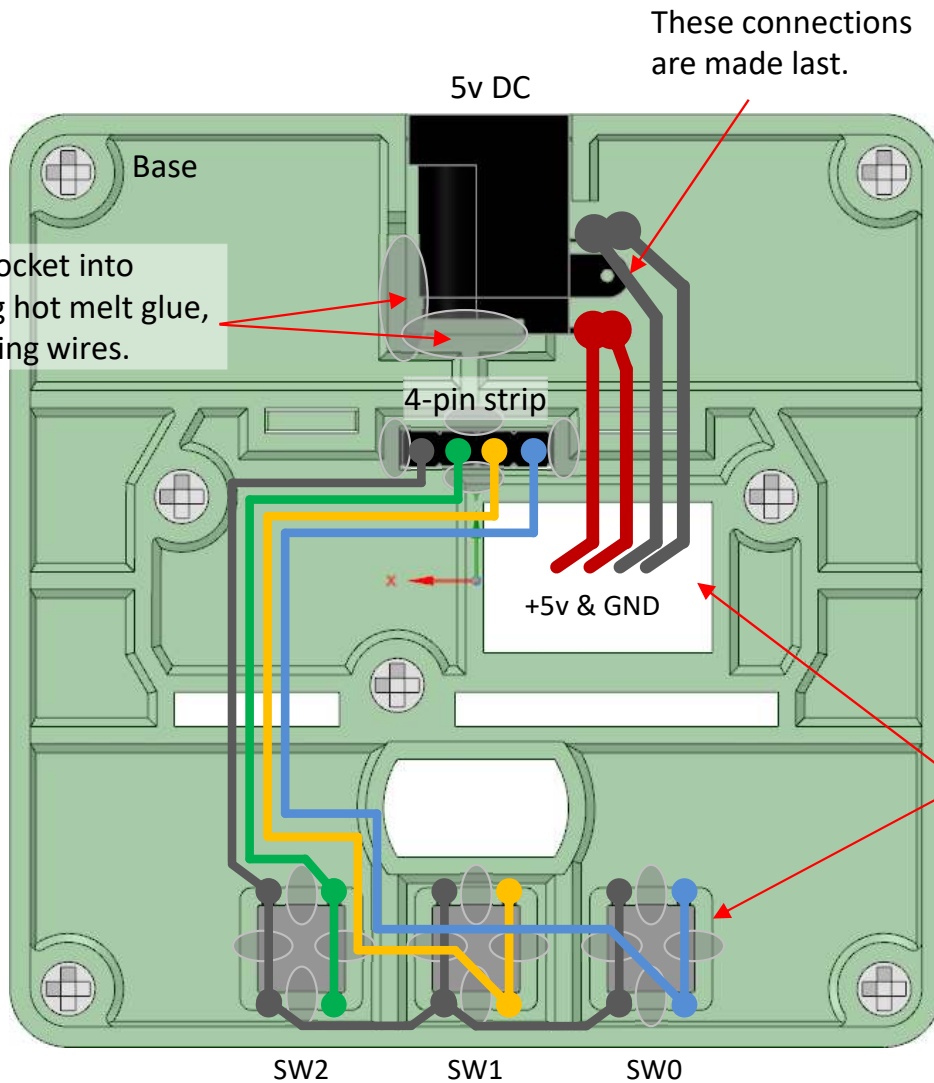 These connections
are made last.
5v DC
Base
ocket into
hot melt glue,
ing wires.
4-pin strip
X
+5v & GND
SW2
SW1
SW0